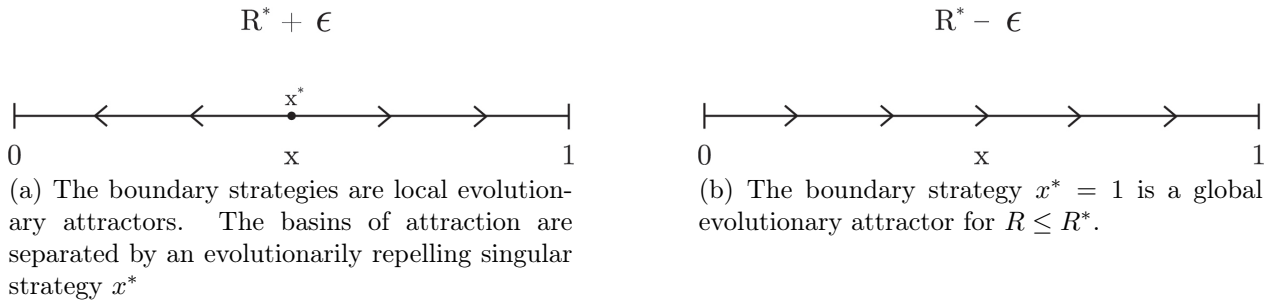 R* + ϵ
x*
0 x 1
(a) The boundary strategies are local evolution-
ary attractors. The basins of attraction are
separated by an evolutionarily repelling singular
strategy x*
R* − ϵ
0 x 1
(b) The boundary strategy x* = 1 is a global
evolutionary attractor for R ≤ R*.